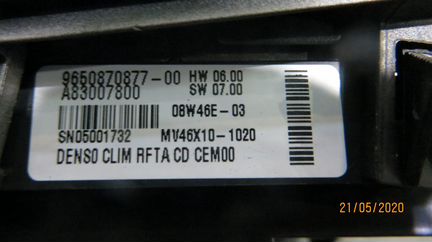 9650870877-00 HW 06.00
A83007800 SW 07.00
08W46E-03
SN05001732 MV46X10-1020
DENSO CLIM RFTA CD CEM00
21/05/2020